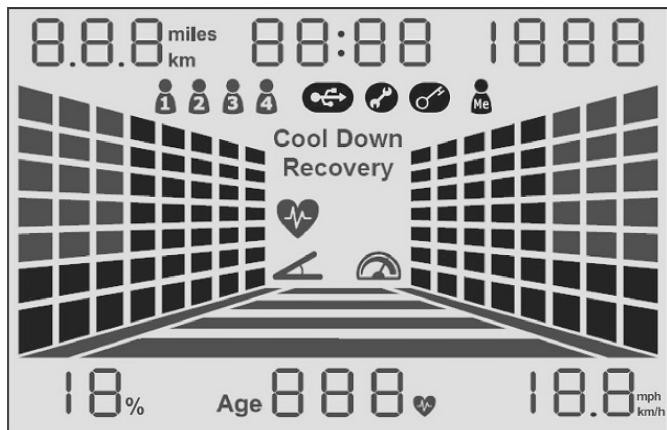 8.8.8 miles km 88:88 1888
1 2 3 4 Me
Cool Down
Recovery
18% Age 888 18.8 mph km/h